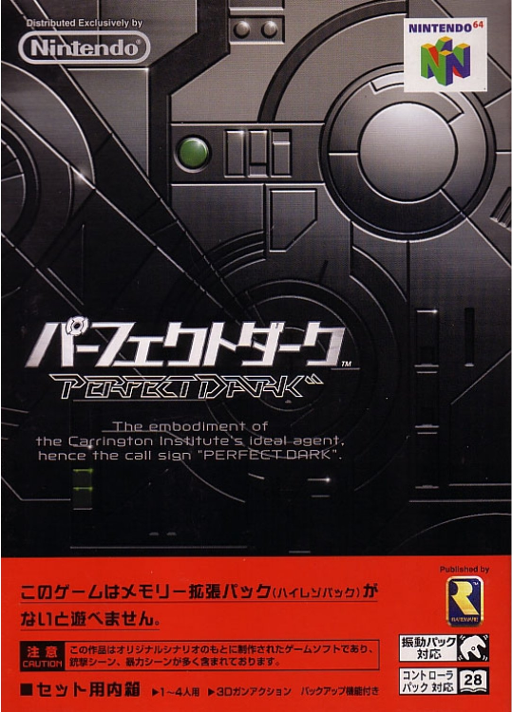 Distributed Exclusively by
Nintendo®
NINTENDO 64
パーフェクトダーク™
PERFECT DARK
The embodiment of
the Carrington Institute's ideal agent,
hence the call sign "PERFECT DARK".
Published by
このゲームはメモリー拡張パック(ハイレゾパック)が
ないと遊べません。
R
RAREWARE
注意
CAUTION
この作品はオリジナルシナリオのもとに制作されたゲームソフトであり、
銃撃シーン、暴力シーンが多く含まれております。
振動パック
対応
コントローラ
パック 対応
28
■セット用内箱 ▶1〜4人用 ▶3Dガンアクション バックアップ機能付き